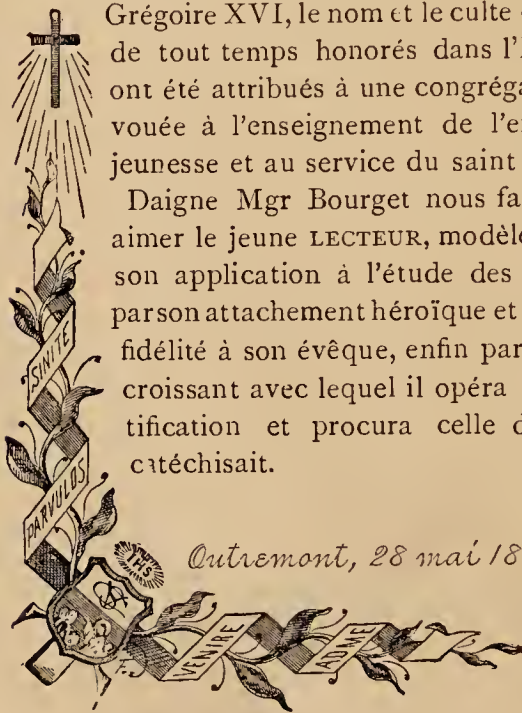 Grégoire XVI, le nom et le culte
de tout temps honorés dans l'
ont été attribués à une congréga
vouée à l'enseignement de l'e
jeunesse et au service du saint
Daigne Mgr Bourget nous fa
aimer le jeune LECTEUR, modèle
son application à l'étude des
par son attachement héroïque et
fidélité à son évêque, enfin par
croissant avec lequel il opéra
tification et procura celle d
catéchisait.
Outremont, 28 mai 18
SINITE
PARVULOS
IHS
VENIRE
AD ME